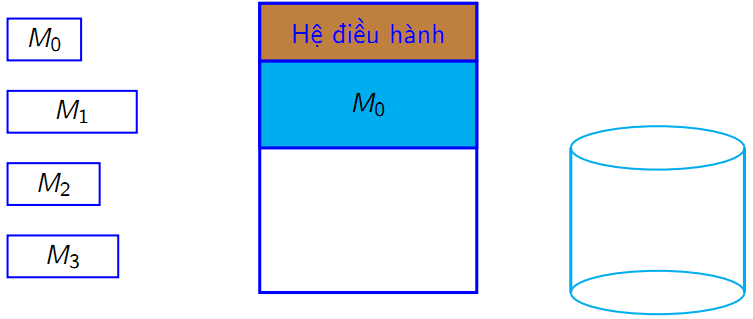 M₀
M₁
M₂
M₃
Hệ điều hành
M₀